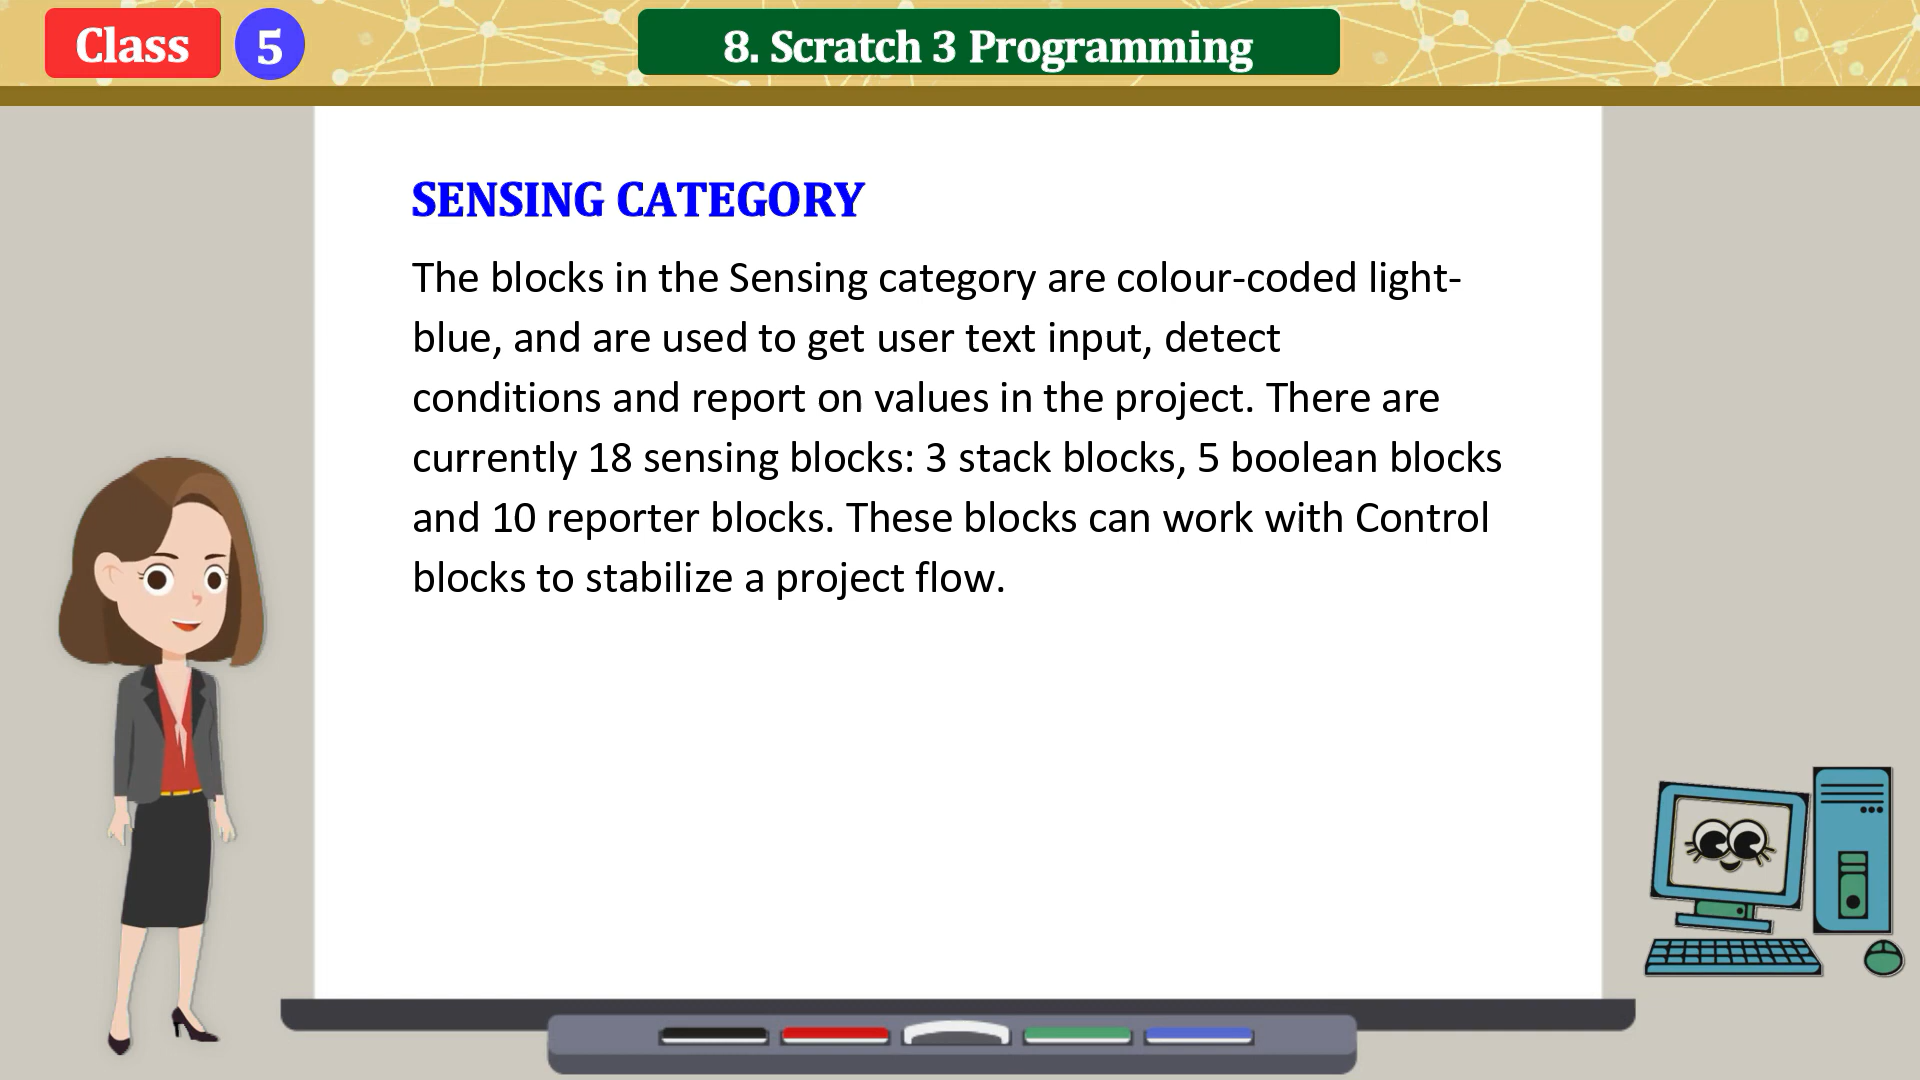 Class 5
8. Scratch 3 Programming
SENSING CATEGORY
The blocks in the Sensing category are colour-coded light-
blue, and are used to get user text input, detect
conditions and report on values in the project. There are
currently 18 sensing blocks: 3 stack blocks, 5 boolean blocks
and 10 reporter blocks. These blocks can work with Control
blocks to stabilize a project flow.